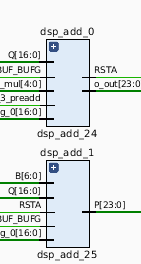 dsp_add_0
Q[16:0]
BUF_BUFG
RSTA
_mul[4:0]
o_out[23:0
3_preadd
g_0[16:0]
dsp_add_24
dsp_add_1
B[6:0]
Q[16:0]
RSTA
P[23:0]
BUF_BUFG
g_0[16:0]
dsp_add_25